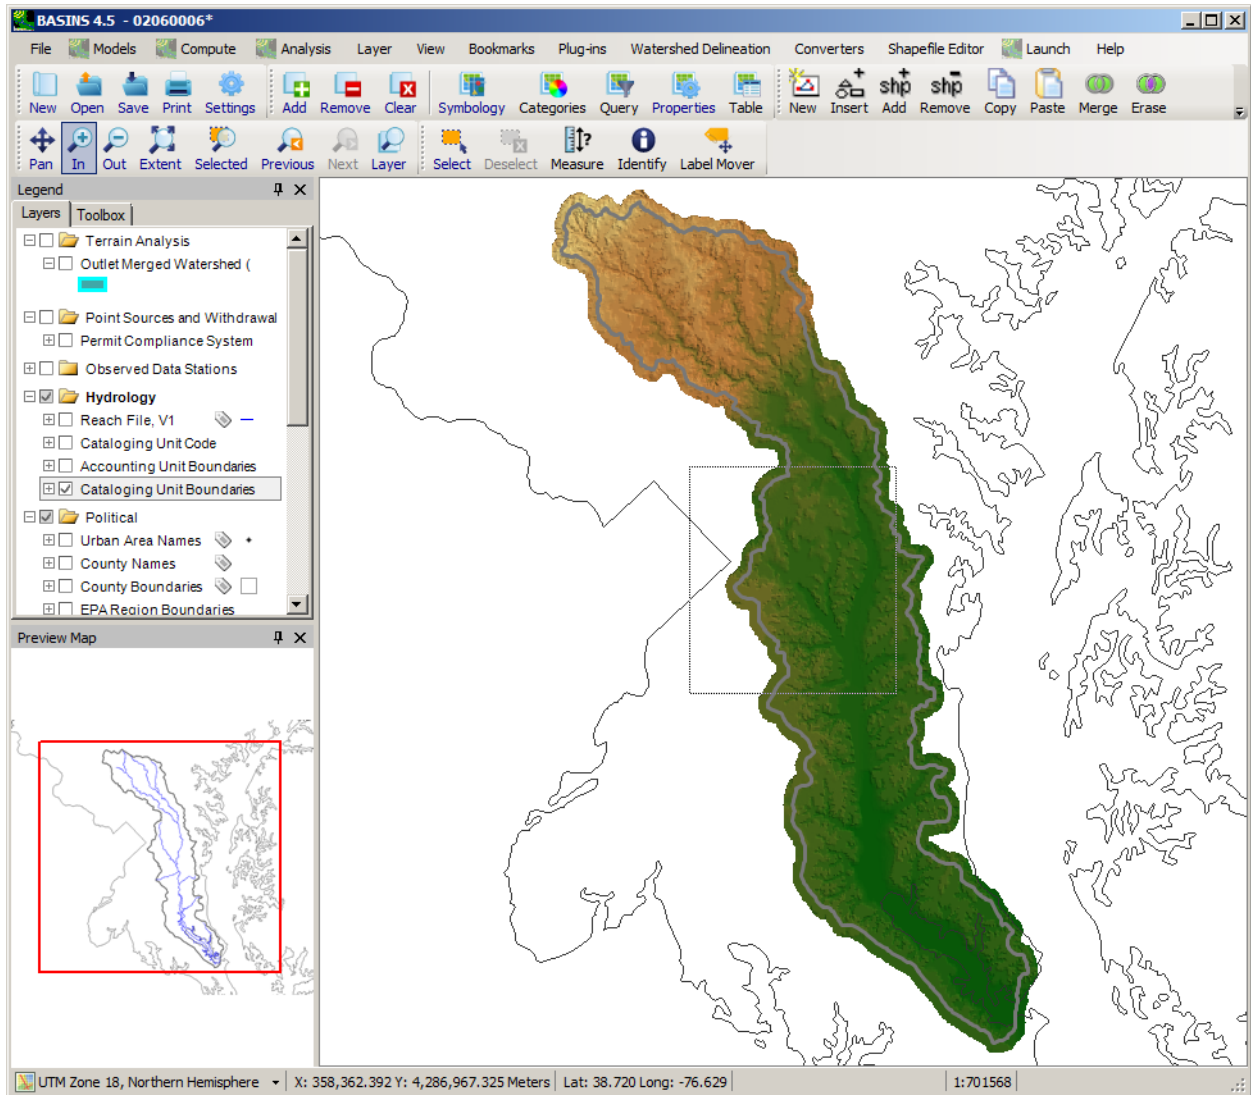 BASINS 4.5 - 02060006*
File Models Compute Analysis Layer View Bookmarks Plug-ins Watershed Delineation Converters Shapefile Editor Launch Help
New Open Save Print Settings Add Remove Clear Symbology Categories Query Properties Table New Insert Add Remove Copy Paste Merge Erase
shp shp
Pan In Out Extent Selected Previous Next Layer Select Deselect Measure Identify Label Mover
Legend
Layers Toolbox
Terrain Analysis
Outlet Merged Watershed (
Point Sources and Withdrawal
Permit Compliance System
Observed Data Stations
Hydrology
Reach File, V1
Cataloging Unit Code
Accounting Unit Boundaries
Cataloging Unit Boundaries
Political
Urban Area Names
County Names
County Boundaries
EPA Region Boundaries
Preview Map
UTM Zone 18, Northern Hemisphere X: 358,362.392 Y: 4,286,967.325 Meters Lat: 38.720 Long: -76.629 1:701568